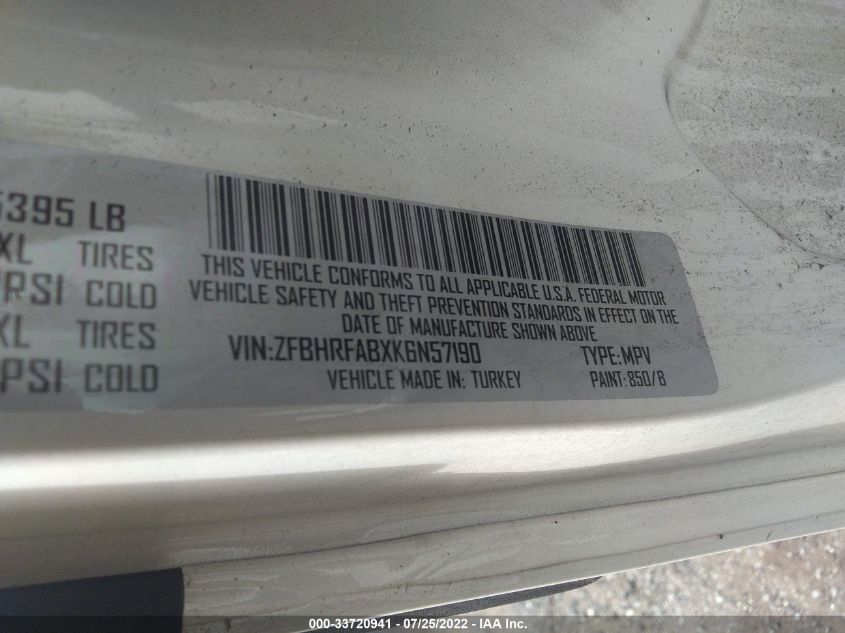 5395 LB
XL TIRES
RSI COLD
XL TIRES
PSI COLD
THIS VEHICLE CONFORMS TO ALL APPLICABLE U.S.A. FEDERAL MOTOR
VEHICLE SAFETY AND THEFT PREVENTION STANDARDS IN EFFECT ON THE
DATE OF MANUFACTURE SHOWN ABOVE
VIN:ZFBHRFABXK6N57190 TYPE:MPV
VEHICLE MADE IN: TURKEY PAINT:850/B
000-33720941 - 07/25/2022 - IAA Inc.